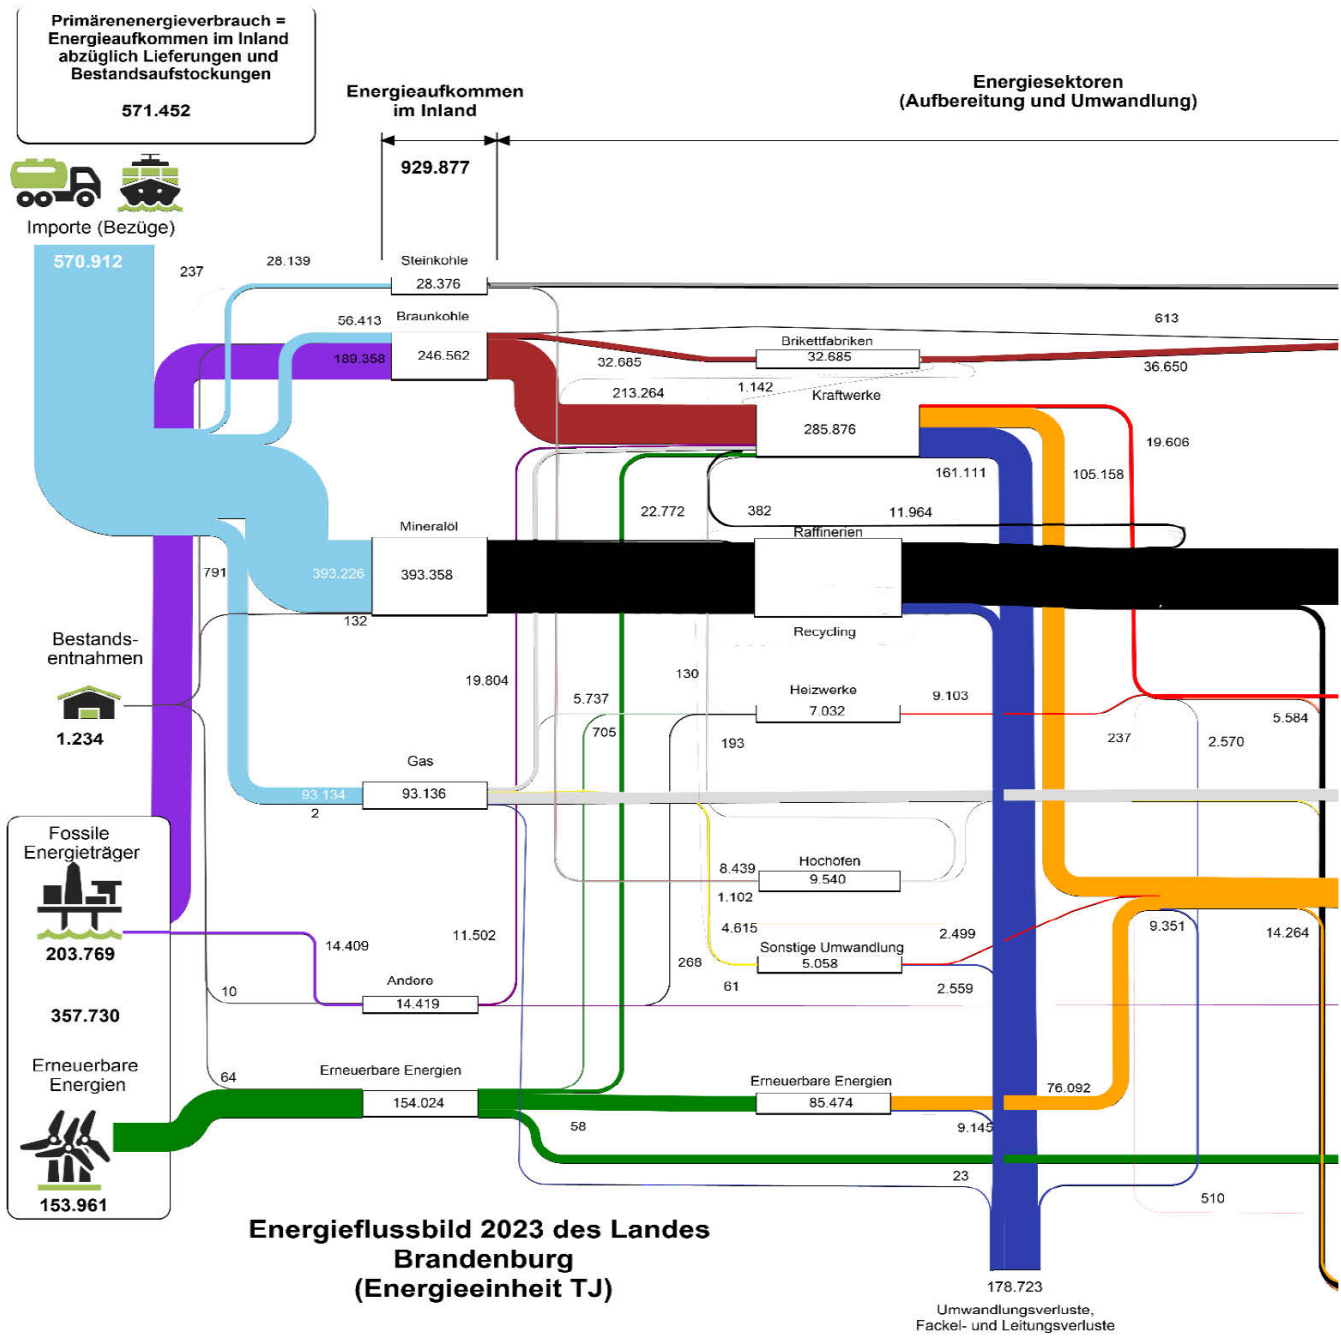 Primärenenergieverbrauch =
Energieaufkommen im Inland
abzüglich Lieferungen und
Bestandsaufstockungen
571.452
Energieaufkommen
im Inland
929.877
Energiesektoren
(Aufbereitung und Umwandlung)
Importe (Bezüge)
570.912
237
28.139
Steinkohle
28.376
56.413
Braunkohle
189.358
246.562
32.685
613
Brikettfabriken
32.685
36.650
213.264
1.142
Kraftwerke
285.876
161.111
105.158
19.606
22.772
382
11.964
Raffinerien
Mineralöl
393.226
393.358
791
132
Recycling
Bestands-
entnahmen
1.234
19.804
5.737
705
130
Heizwerke
7.032
9.103
193
237
2.570
5.584
Gas
93.134
93.136
2
Fossile
Energieträger
203.769
357.730
Erneuerbare
Energien
153.961
8.439
Hochöfen
9.540
1.102
4.615
2.499
Sonstige Umwandlung
5.058
268
61
2.559
9.351
14.264
14.409
11.502
10
Andere
14.419
64
Erneuerbare Energien
154.024
58
Erneuerbare Energien
85.474
76.092
9.145
23
510
Energieflussbild 2023 des Landes
Brandenburg
(Energieeinheit TJ)
178.723
Umwandlungsverluste,
Fackel- und Leitungsverluste